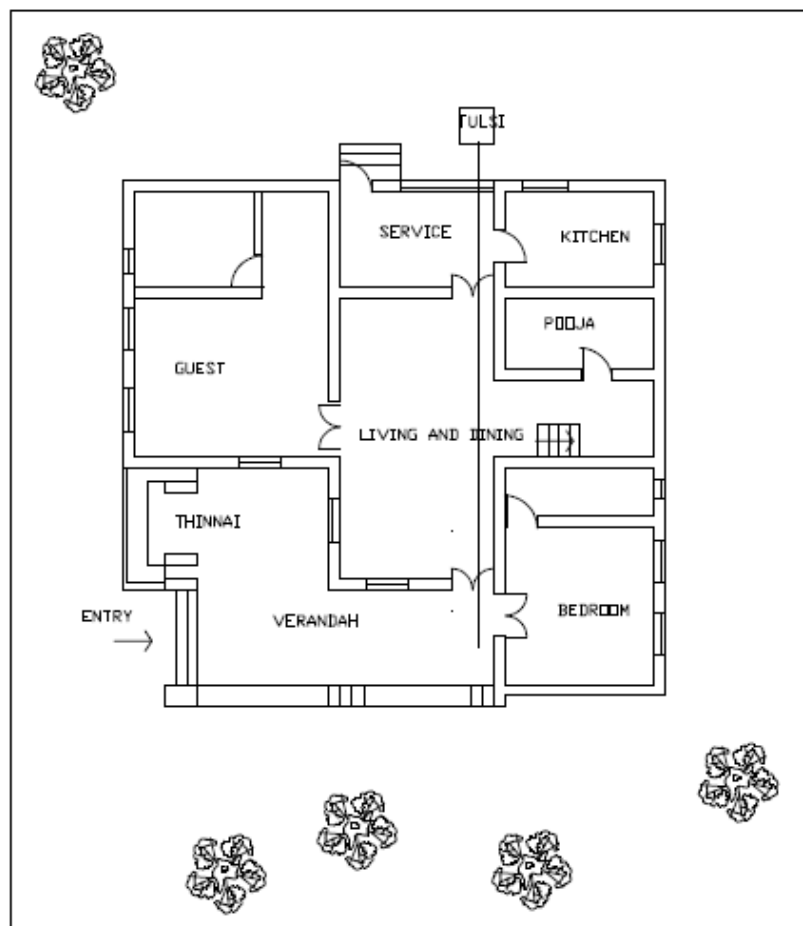 TULSI
SERVICE
KITCHEN
POOJA
GUEST
LIVING AND DINING
THINNAI
ENTRY
VERANDAH
BEDROOM